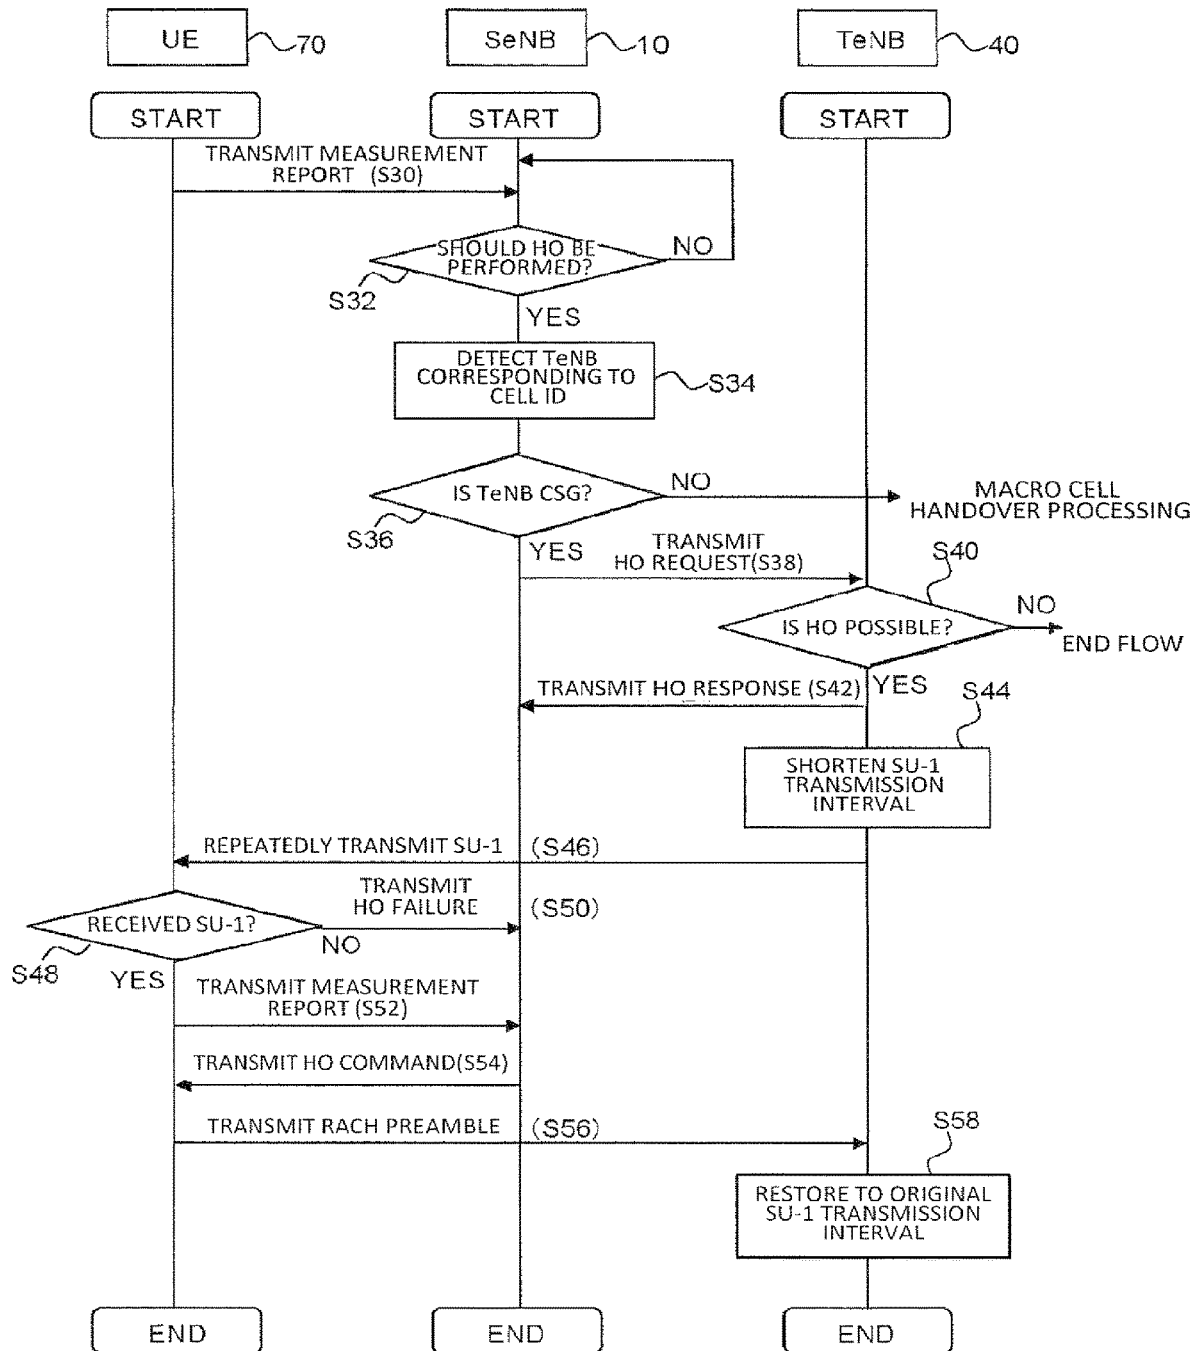 UE
70
SeNB
10
TeNB
40
START
START
START
TRANSMIT MEASUREMENT
REPORT (S30)
SHOULD HO BE
PERFORMED?
NO
S32
YES
DETECT TeNB
CORRESPONDING TO
CELL ID
S34
IS TeNB CSG?
NO
MACRO CELL
HANDOVER PROCESSING
S36
YES
TRANSMIT
HO REQUEST(S38)
S40
IS HO POSSIBLE?
NO
END FLOW
YES
TRANSMIT HO RESPONSE (S42)
S44
SHORTEN SU-1
TRANSMISSION
INTERVAL
REPEATEDLY TRANSMIT SU-1 (S46)
RECEIVED SU-1?
TRANSMIT
HO FAILURE (S50)
NO
S48
YES
TRANSMIT MEASUREMENT
REPORT (S52)
TRANSMIT HO COMMAND(S54)
TRANSMIT RACH PREAMBLE (S56)
S58
RESTORE TO ORIGINAL
SU-1 TRANSMISSION
INTERVAL
END
END
END